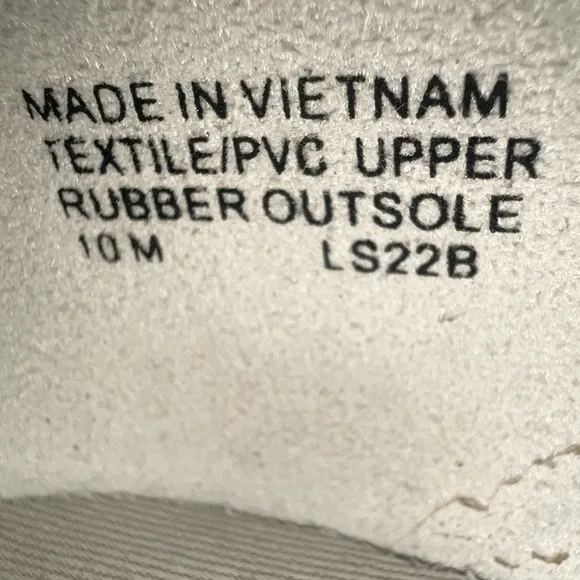 MADE IN VIETNAM
TEXTILE/PVC UPPER
RUBBER OUTSOLE
10 M LS22B